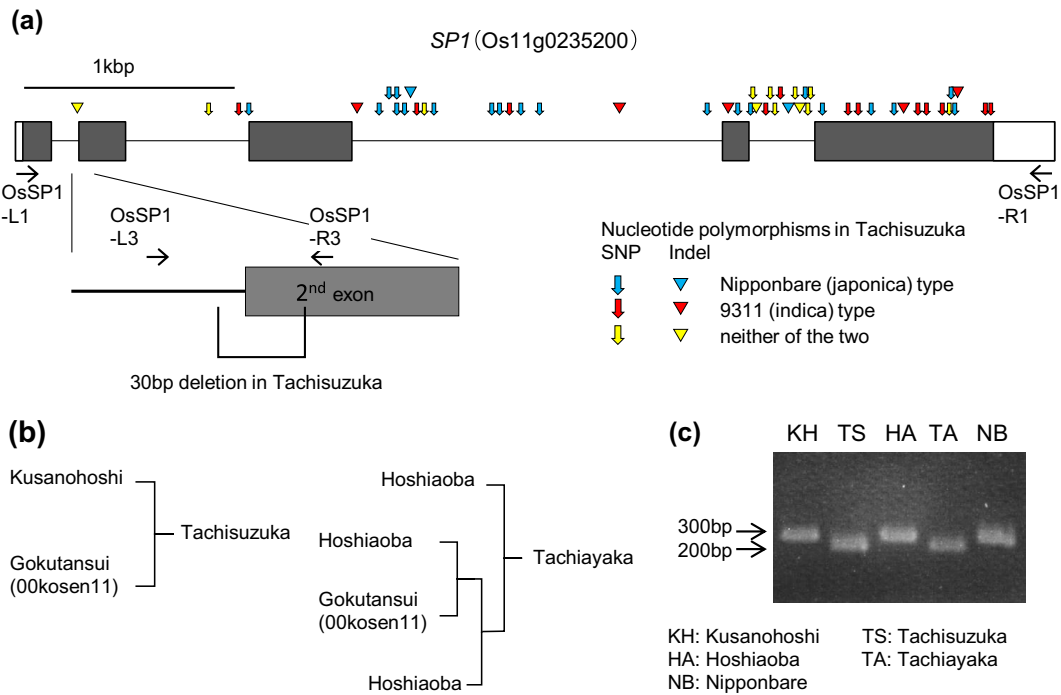 (a)
SP1(Os11g0235200)
1kbp
OsSP1
-L1
OsSP1
-L3
OsSP1
-R3
OsSP1
-R1
2nd exon
30bp deletion in Tachisuzuka
Nucleotide polymorphisms in Tachisuzuka
SNP Indel
Nipponbare (japonica) type
9311 (indica) type
neither of the two
(b)
Kusanohoshi
Tachisuzuka
Gokutansui
(00kosen11)
Hoshiaoba
Hoshiaoba
Tachiayaka
Gokutansui
(00kosen11)
Hoshiaoba
(c)
KH TS HA TA NB
300bp
200bp
KH: Kusanohoshi TS: Tachisuzuka
HA: Hoshiaoba TA: Tachiayaka
NB: Nipponbare